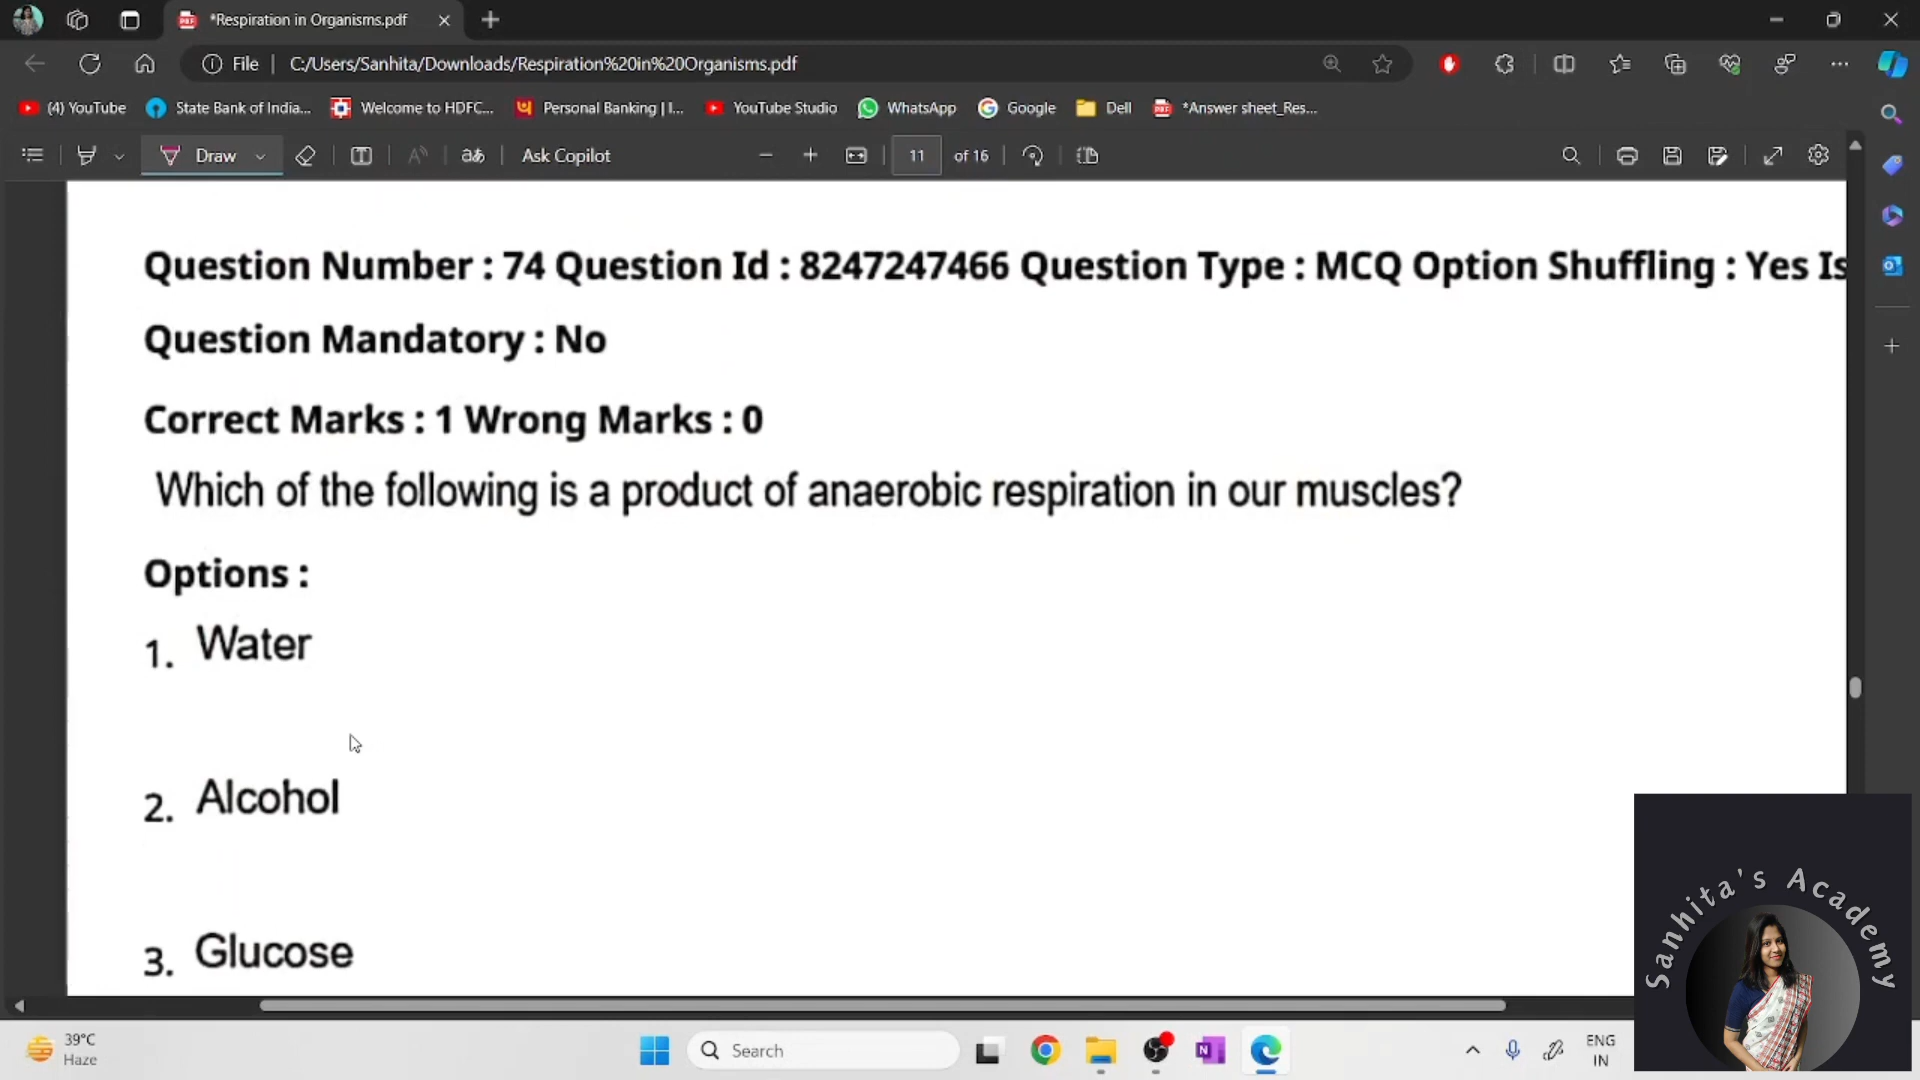 *Respiration in Organisms.pdf
File
C:/Users/Sanhita/Downloads/Respiration%20in%20Organisms.pdf
(4) YouTube
State Bank of India...
Welcome to HDFC...
Personal Banking | I...
YouTube Studio
WhatsApp
Google
Dell
*Answer sheet_Res...
Draw
aあ
Ask Copilot
11
of 16
Question Number : 74 Question Id : 8247247466 Question Type : MCQ Option Shuffling : Yes Is
Question Mandatory : No
Correct Marks : 1 Wrong Marks : 0
Which of the following is a product of anaerobic respiration in our muscles?
Options :
1. Water
2. Alcohol
3. Glucose
Sanhita's Academy
39°C
Haze
Search
ENG
IN